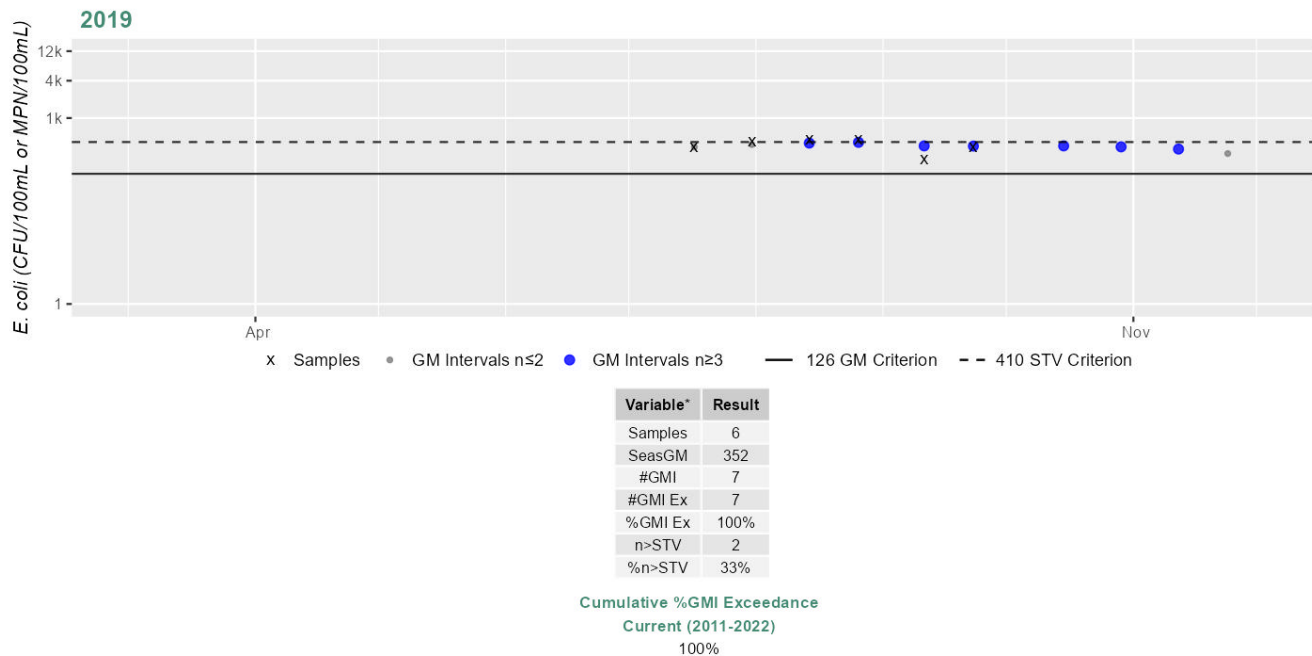 2019
E. coli (CFU/100mL or MPN/100mL)
12k
4k
1k
1
Apr
Nov
x Samples GM Intervals n≤2 GM Intervals n≥3 126 GM Criterion 410 STV Criterion
Variable* Result
Samples 6
SeasGM 352
#GMI 7
#GMI Ex 7
%GMI Ex 100%
n>STV 2
%n>STV 33%
Cumulative %GMI Exceedance
Current (2011-2022)
100%